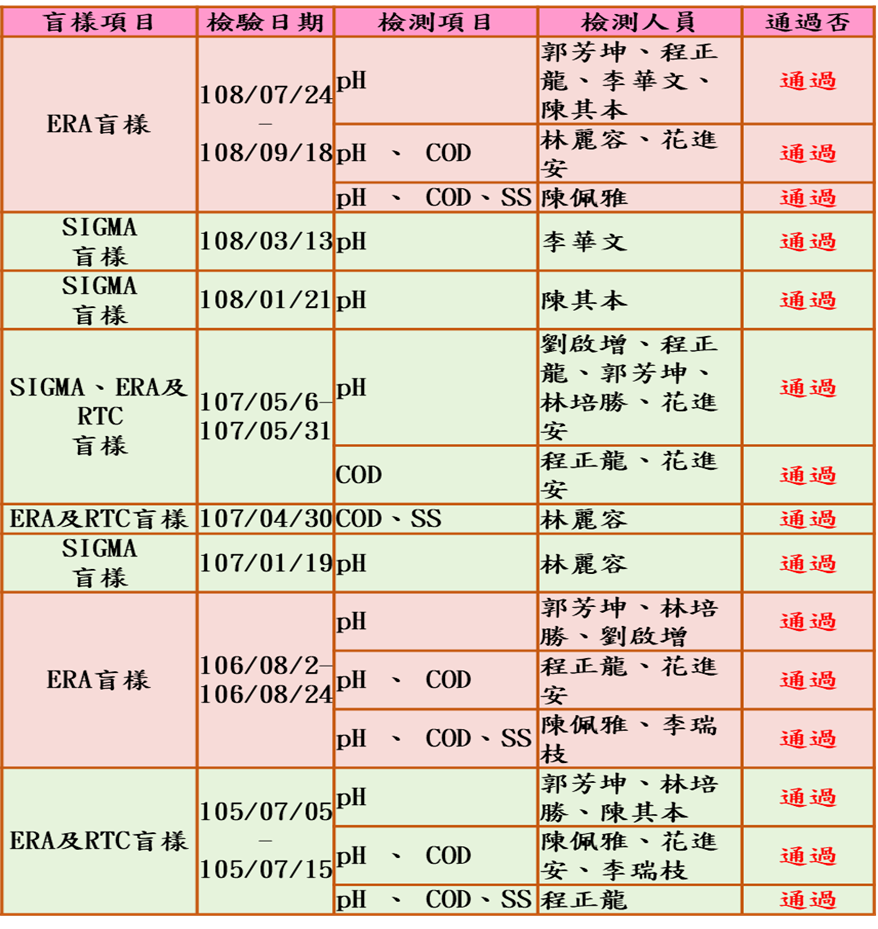 盲樣項目 檢驗日期 檢測項目 檢測人員 通過否
ERA盲樣
108/07/24
–
108/09/18
pH
郭芳坤、程正
龍、李華文、
陳其本
通過
pH 、 COD
林麗容、花進
安
通過
pH 、 COD、SS
陳佩雅
通過
SIGMA
盲樣
108/03/13
pH
李華文
通過
SIGMA
盲樣
108/01/21
pH
陳其本
通過
SIGMA、ERA及
RTC
盲樣
107/05/6–
107/05/31
pH
劉啟增、程正
龍、郭芳坤、
林培勝、花進
安
通過
COD
程正龍、花進
安
通過
ERA及RTC盲樣
107/04/30
COD、SS
林麗容
通過
SIGMA
盲樣
107/01/19
pH
林麗容
通過
ERA盲樣
106/08/2–
106/08/24
pH
郭芳坤、林培
勝、劉啟增
通過
pH 、 COD
程正龍、花進
安
通過
pH 、 COD、SS
陳佩雅、李瑞
枝
通過
ERA及RTC盲樣
105/07/05
–
105/07/15
pH
郭芳坤、林培
勝、陳其本
通過
pH 、 COD
陳佩雅、花進
安、李瑞枝
通過
pH 、 COD、SS
程正龍
通過